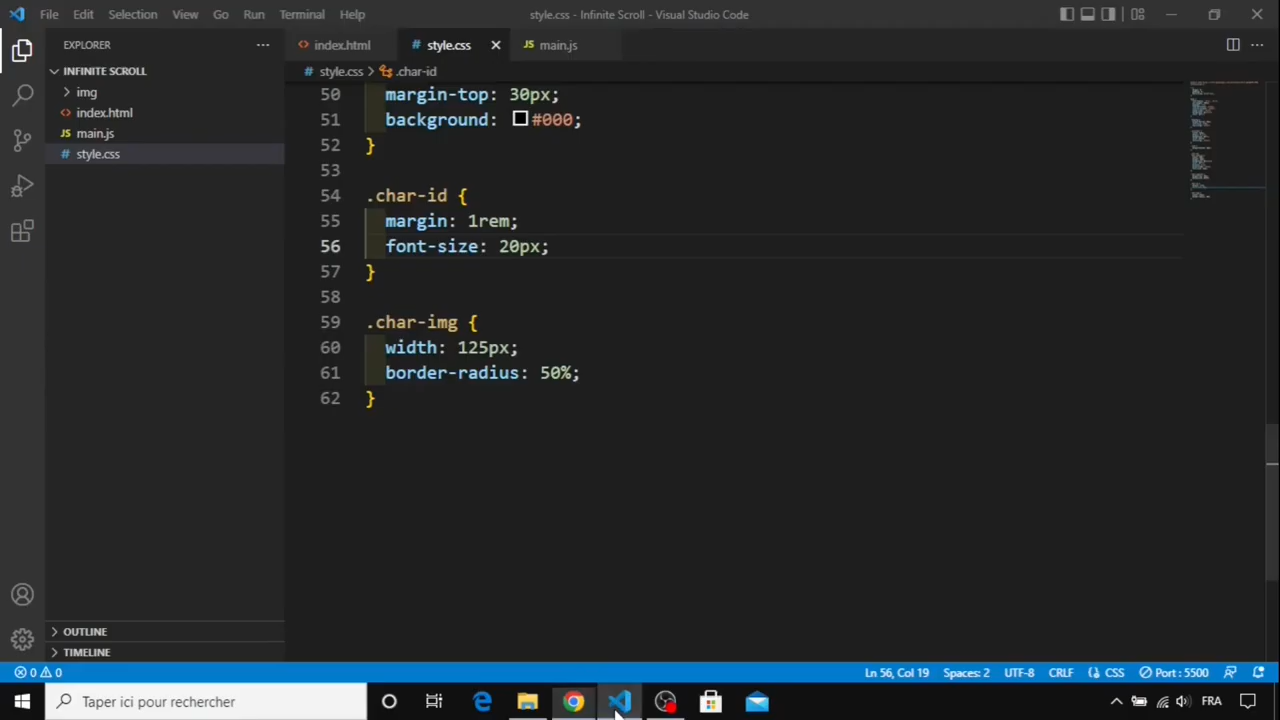 File Edit Selection View Go Run Terminal Help style.css - Infinite Scroll - Visual Studio Code
EXPLORER
INFINITE SCROLL
img
index.html
main.js
style.css
OUTLINE
TIMELINE
index.html style.css main.js
style.css > .char-id
50 margin-top: 30px;
51 background: #000;
52 }
53
54 .char-id {
55 margin: 1rem;
56 font-size: 20px;
57 }
58
59 .char-img {
60 width: 125px;
61 border-radius: 50%;
62 }
0 0 Ln 56, Col 19 Spaces: 2 UTF-8 CRLF CSS Port : 5500
Taper ici pour rechercher FRA